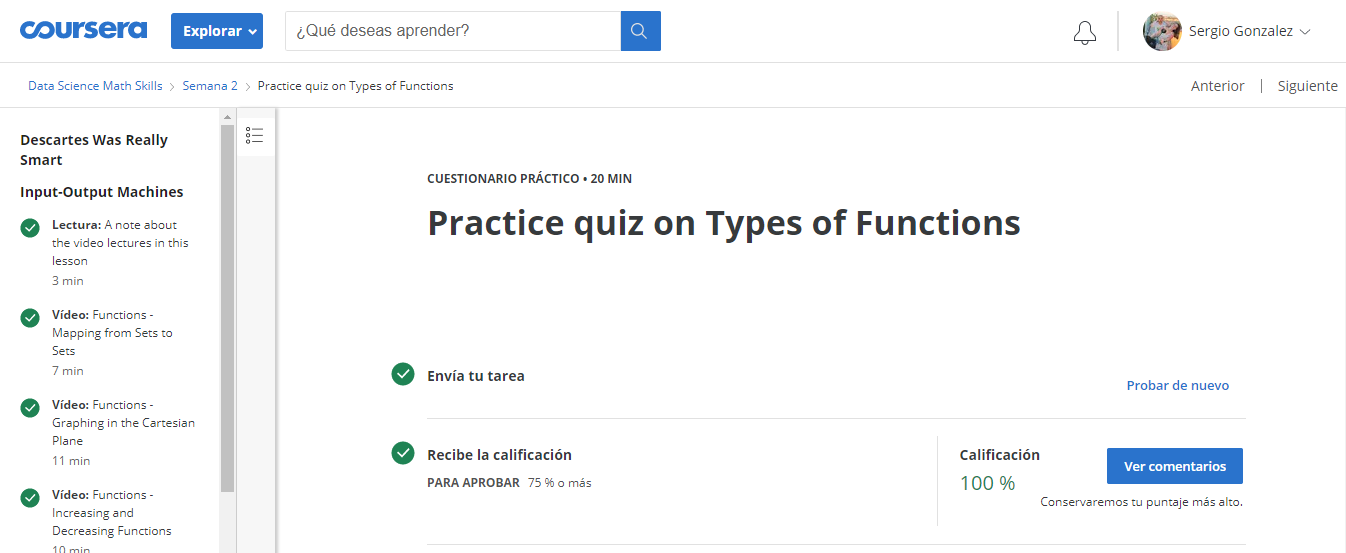 coursera
Explorar
¿Qué deseas aprender?
Sergio Gonzalez
Data Science Math Skills
Semana 2
Practice quiz on Types of Functions
Anterior
Siguiente
Descartes Was Really
Smart
Input-Output Machines
Lectura: A note about
the video lectures in this
lesson
3 min
Vídeo: Functions -
Mapping from Sets to
Sets
7 min
Vídeo: Functions -
Graphing in the Cartesian
Plane
11 min
Vídeo: Functions -
Increasing and
Decreasing Functions
10 min
CUESTIONARIO PRÁCTICO • 20 MIN
Practice quiz on Types of Functions
Envía tu tarea
Probar de nuevo
Recibe la calificación
PARA APROBAR 75 % o más
Calificación
100 %
Ver comentarios
Conservaremos tu puntaje más alto.